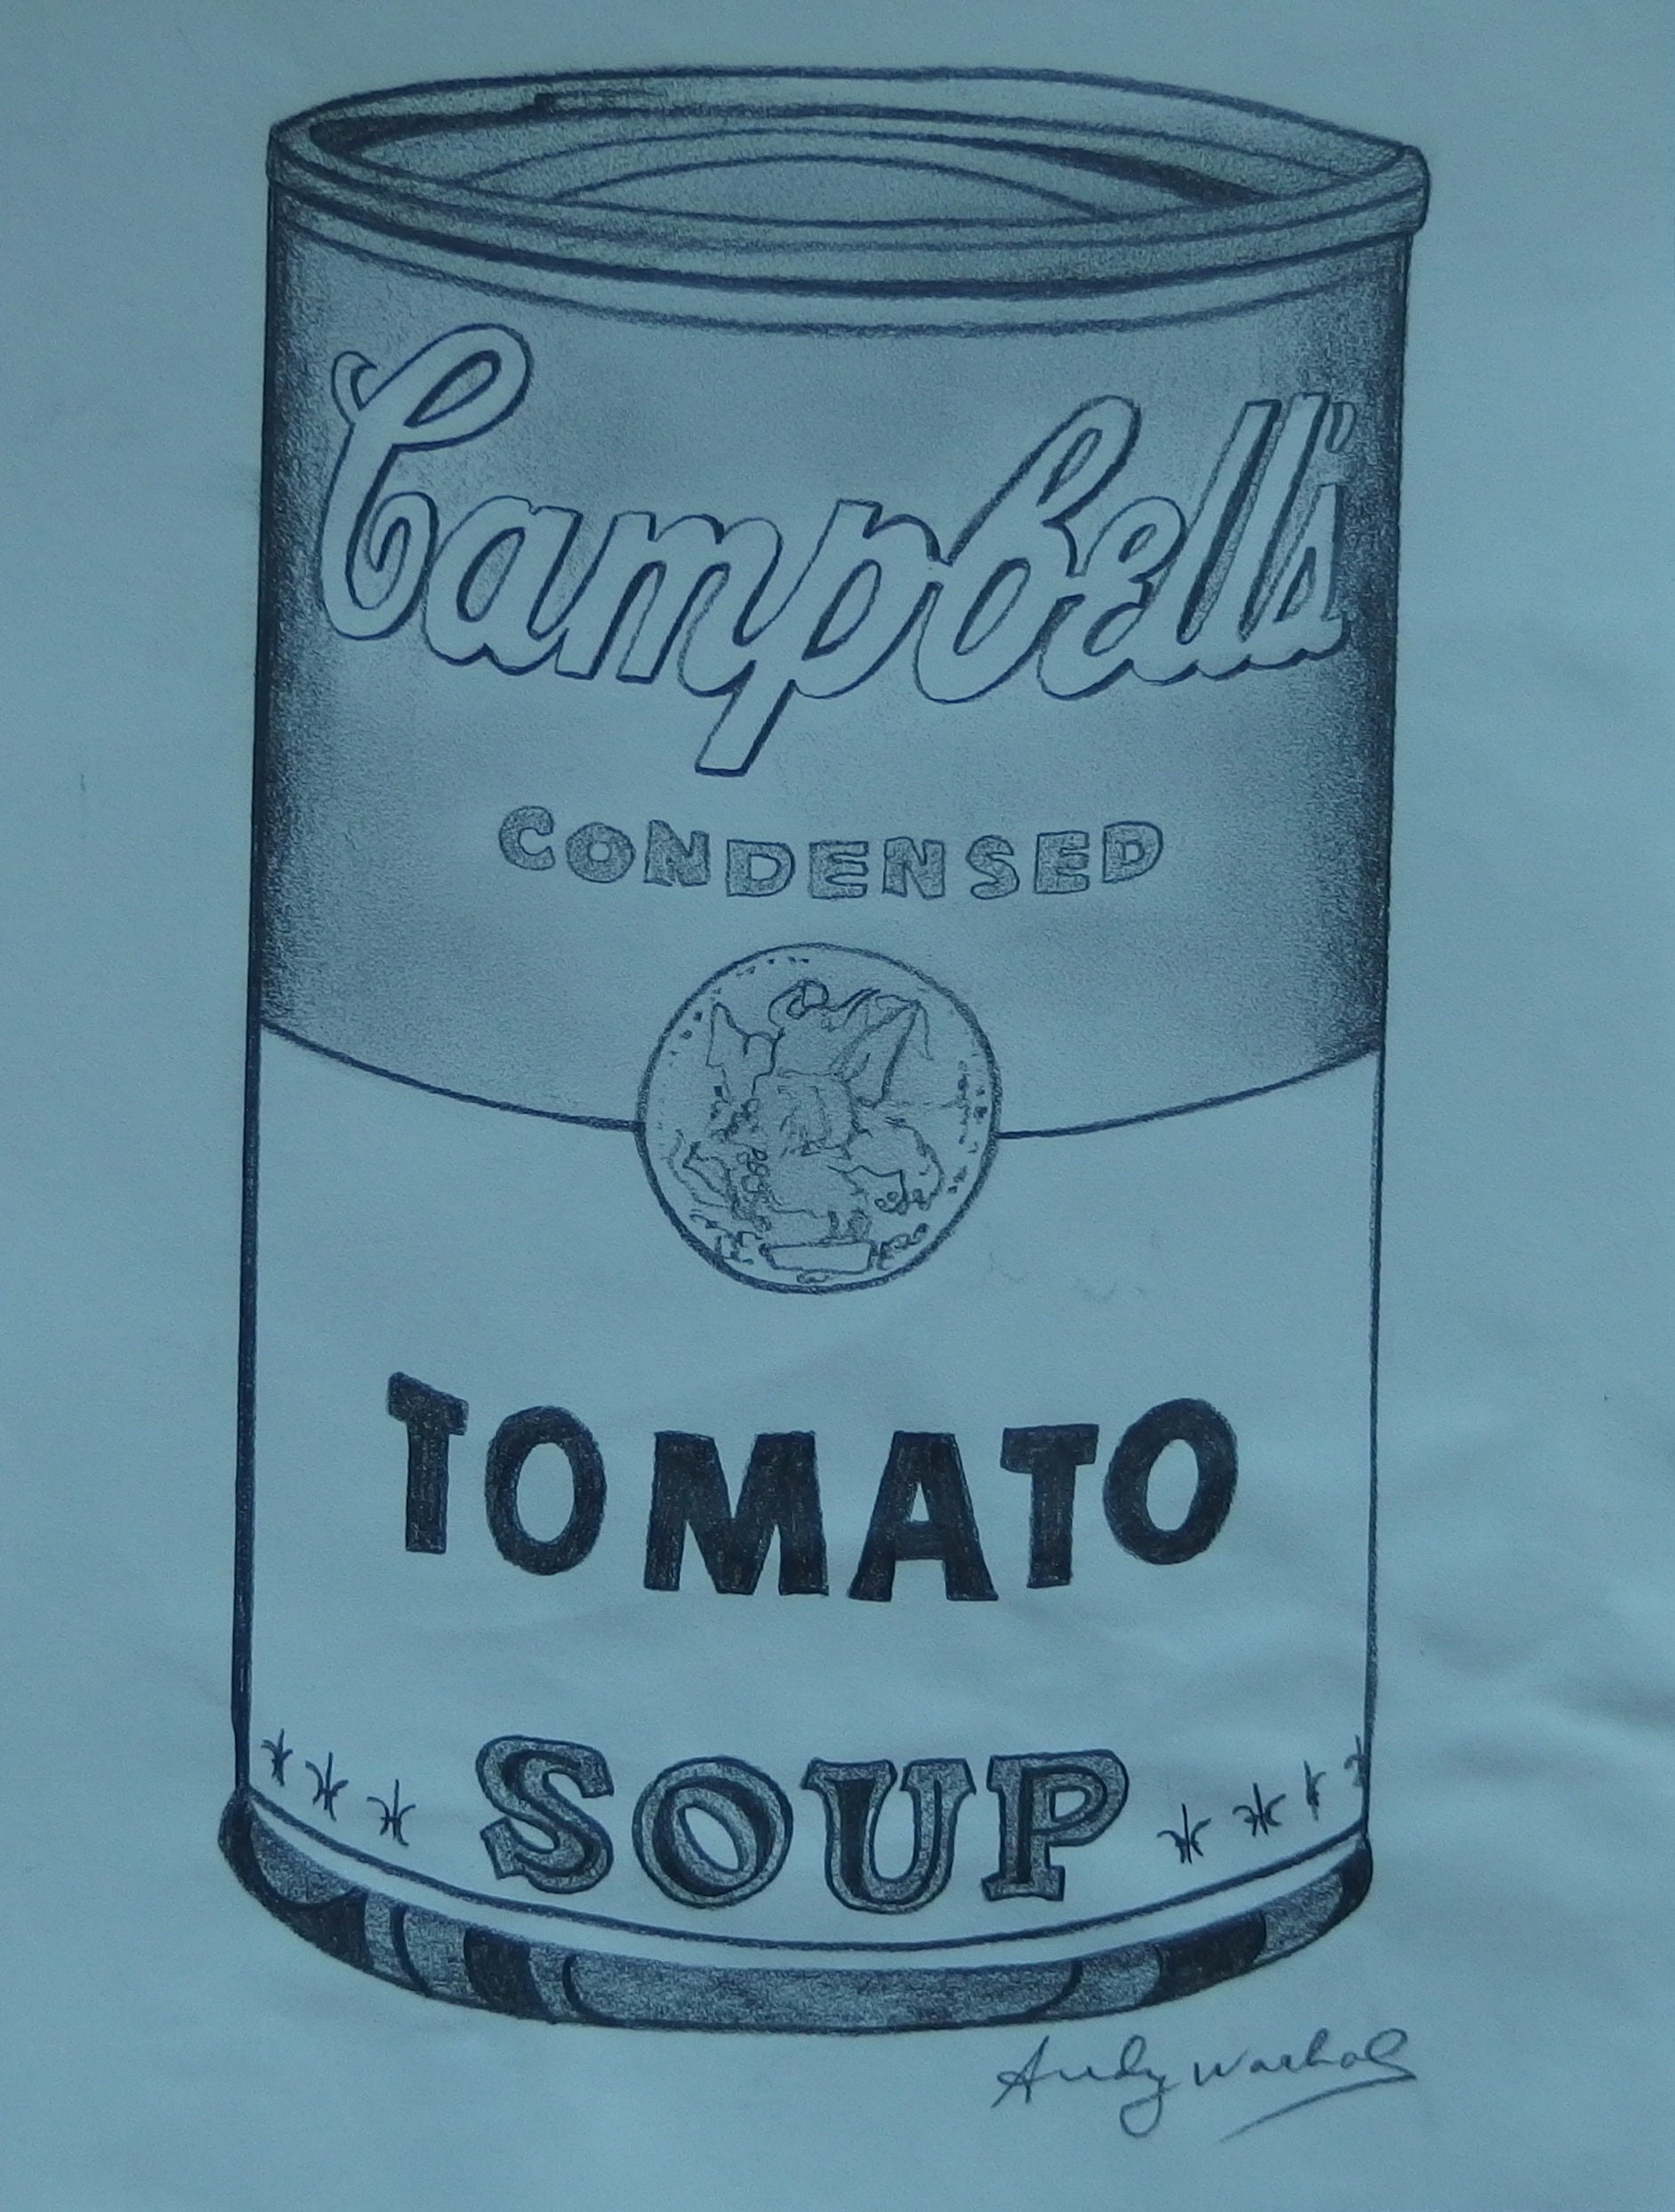 Campbell's
CONDENSED
TOMATO
SOUP
Andy Warhol